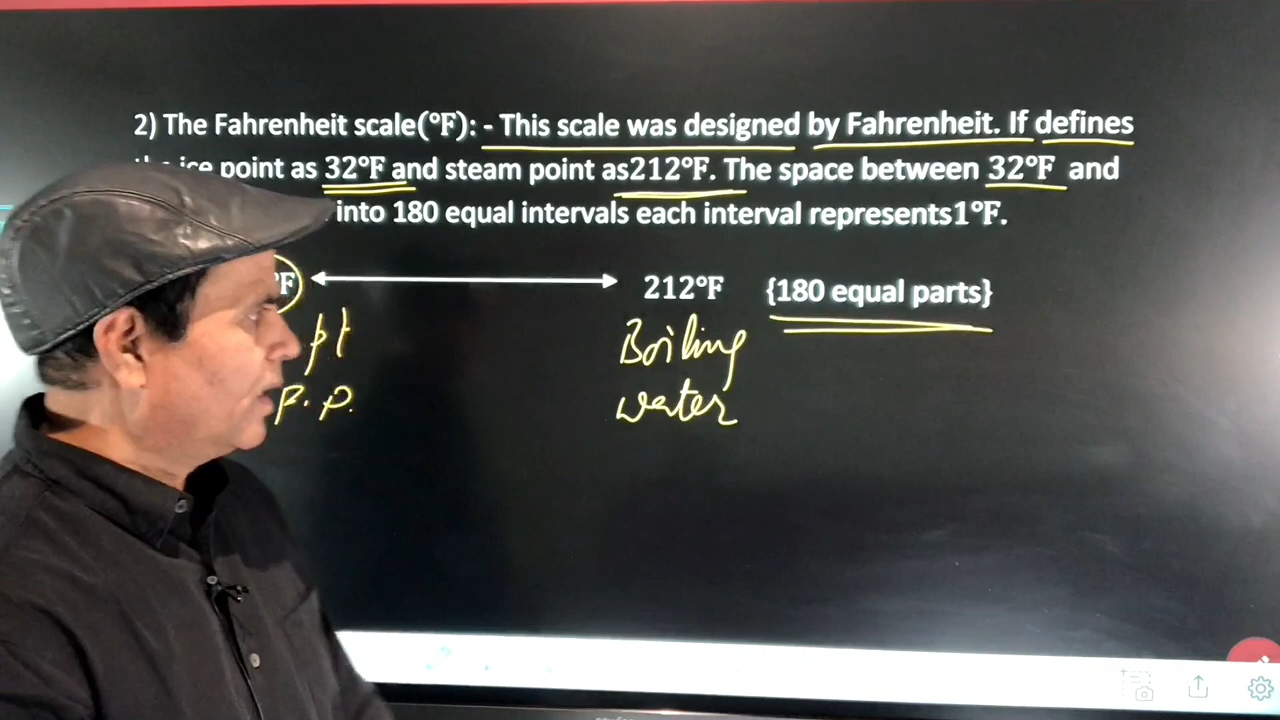 2) The Fahrenheit scale(°F): - This scale was designed by Fahrenheit. If defines
ice point as 32°F and steam point as212°F. The space between 32°F and
into 180 equal intervals each interval represents1°F.
°F 212°F {180 equal parts}
pt Boiling
F.P. water